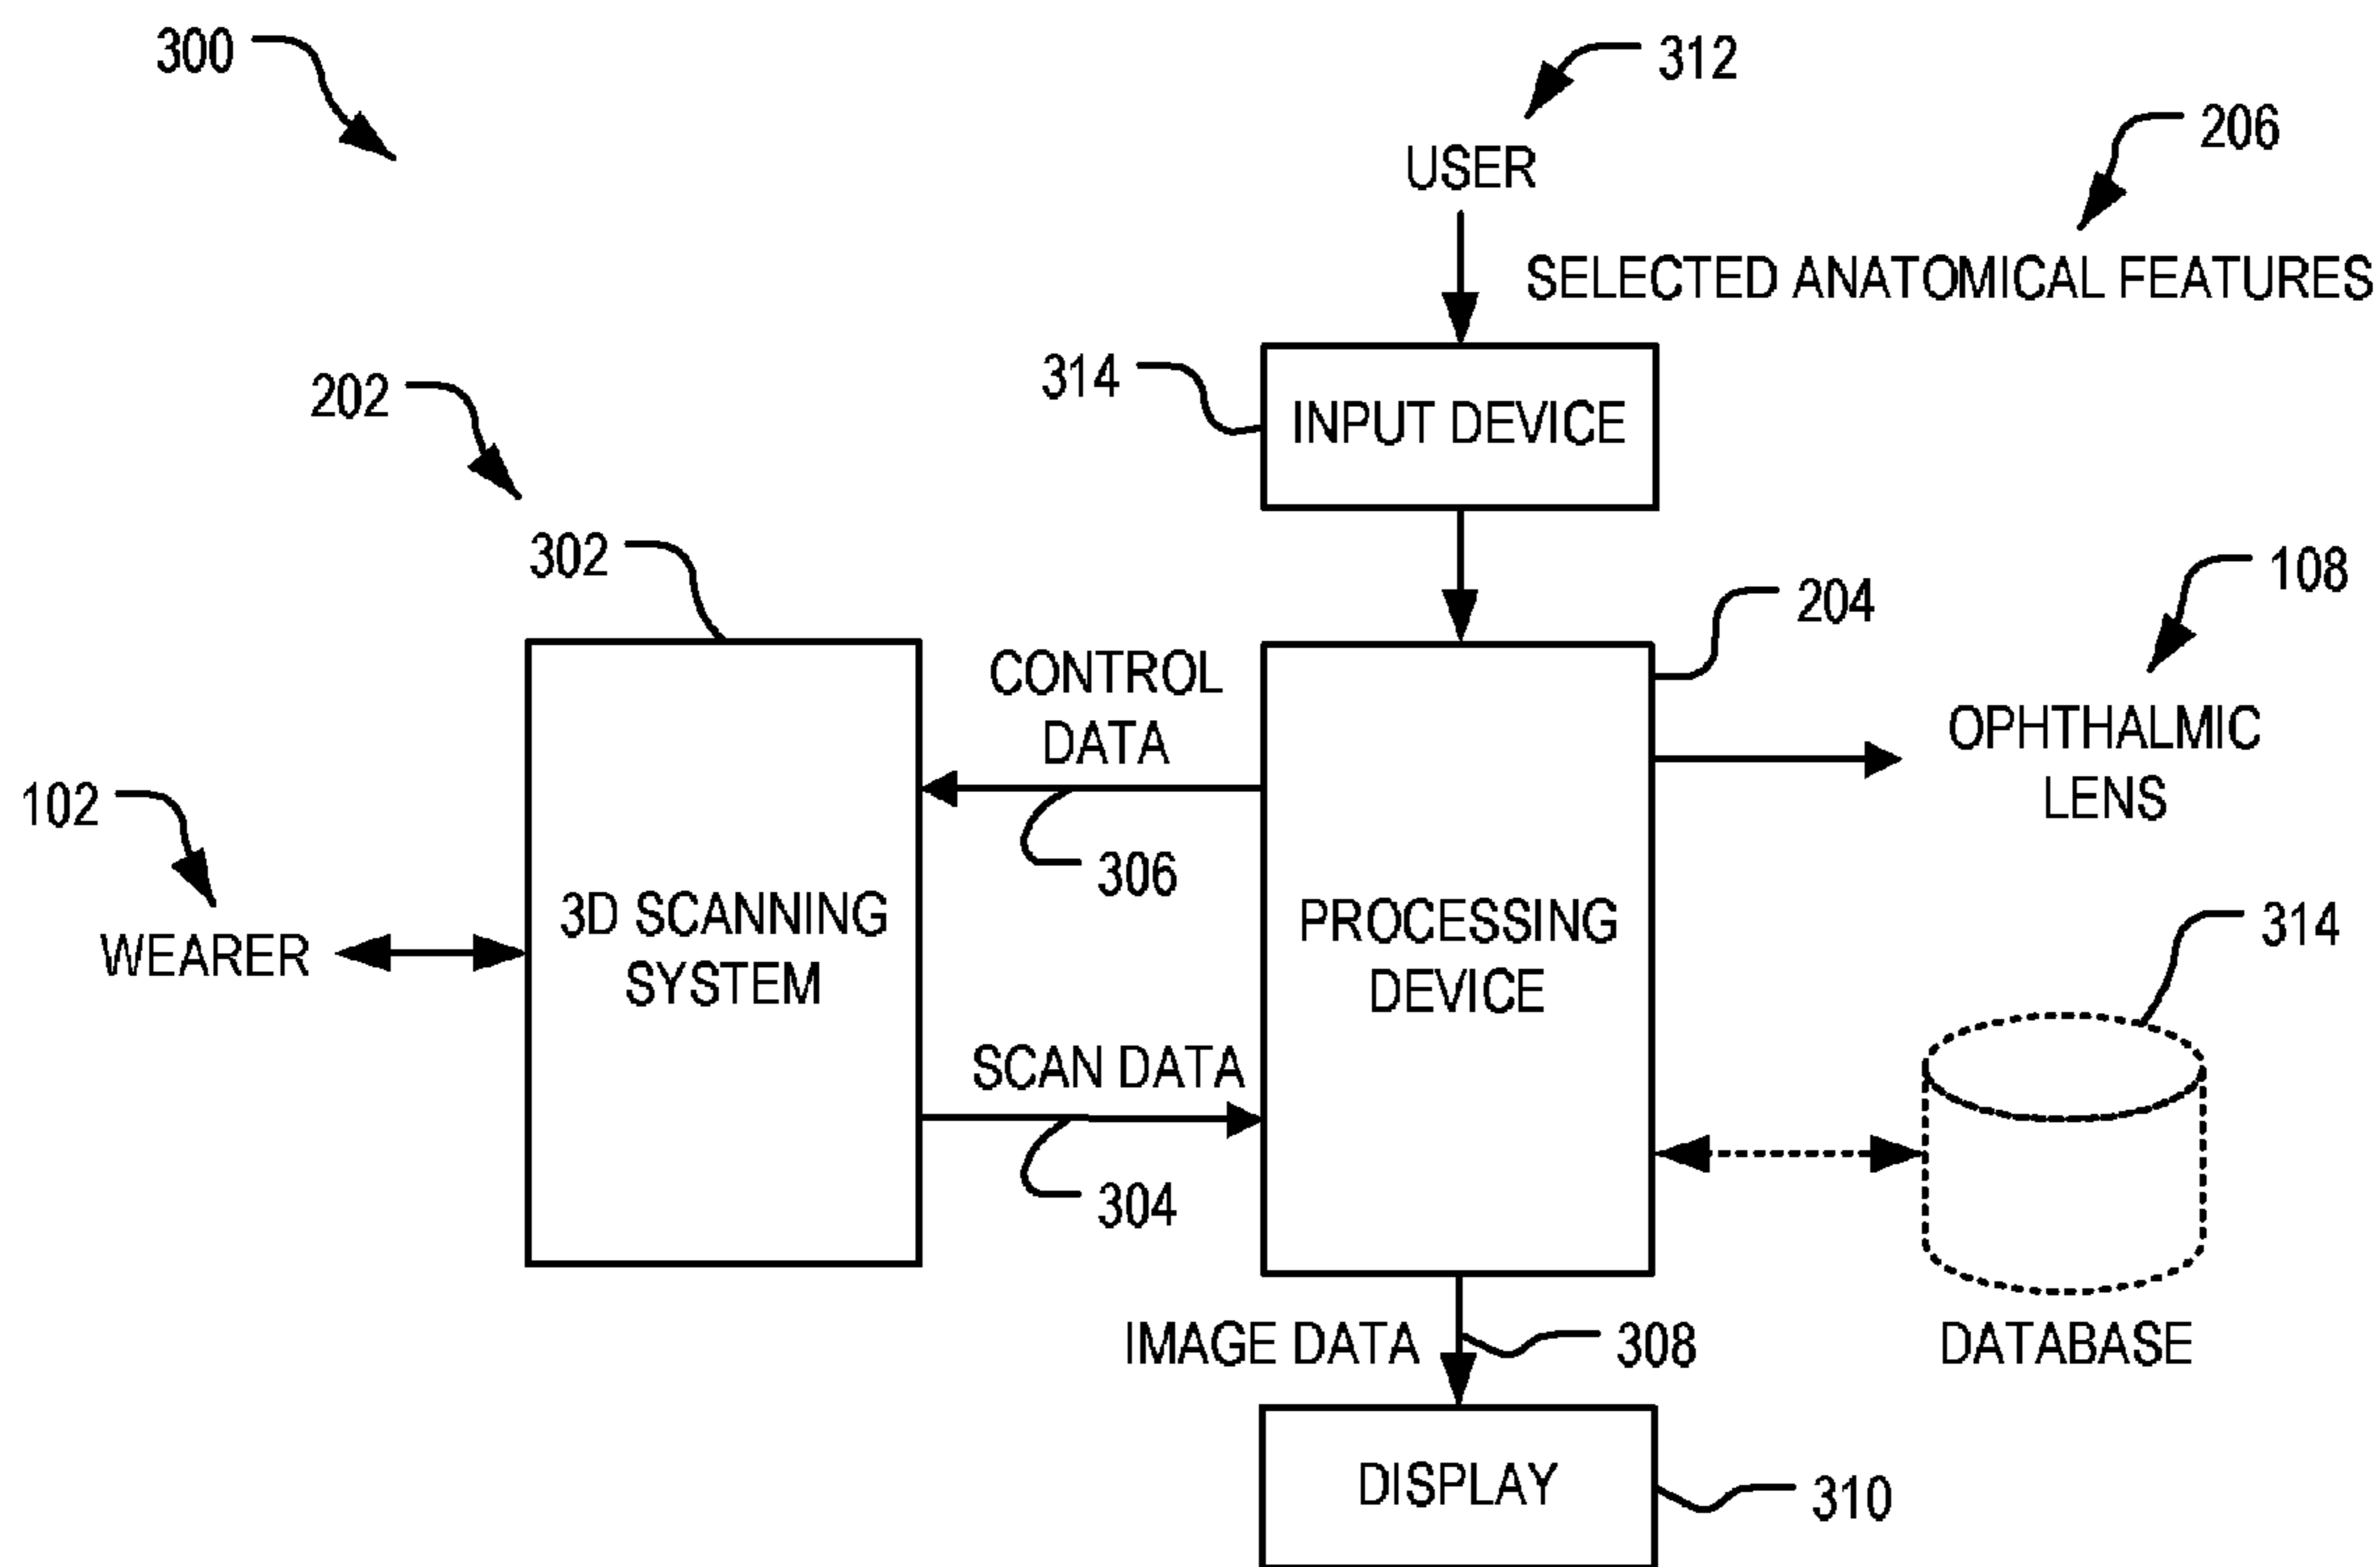 300
312
USER
206
SELECTED ANATOMICAL FEATURES
314
INPUT DEVICE
202
302
204
108
CONTROL
DATA
OPHTHALMIC
LENS
102
306
3D SCANNING
SYSTEM
PROCESSING
DEVICE
WEARER
314
SCAN DATA
304
IMAGE DATA
308
DATABASE
DISPLAY
310